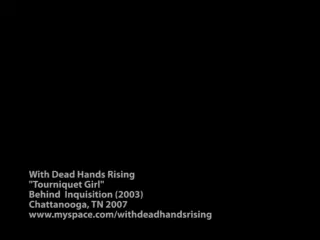 With Dead Hands Rising
"Tourniquet Girl"
Behind  Inquisition (2003)
Chattanooga, TN 2007
www.myspace.com/withdeadhandsrising